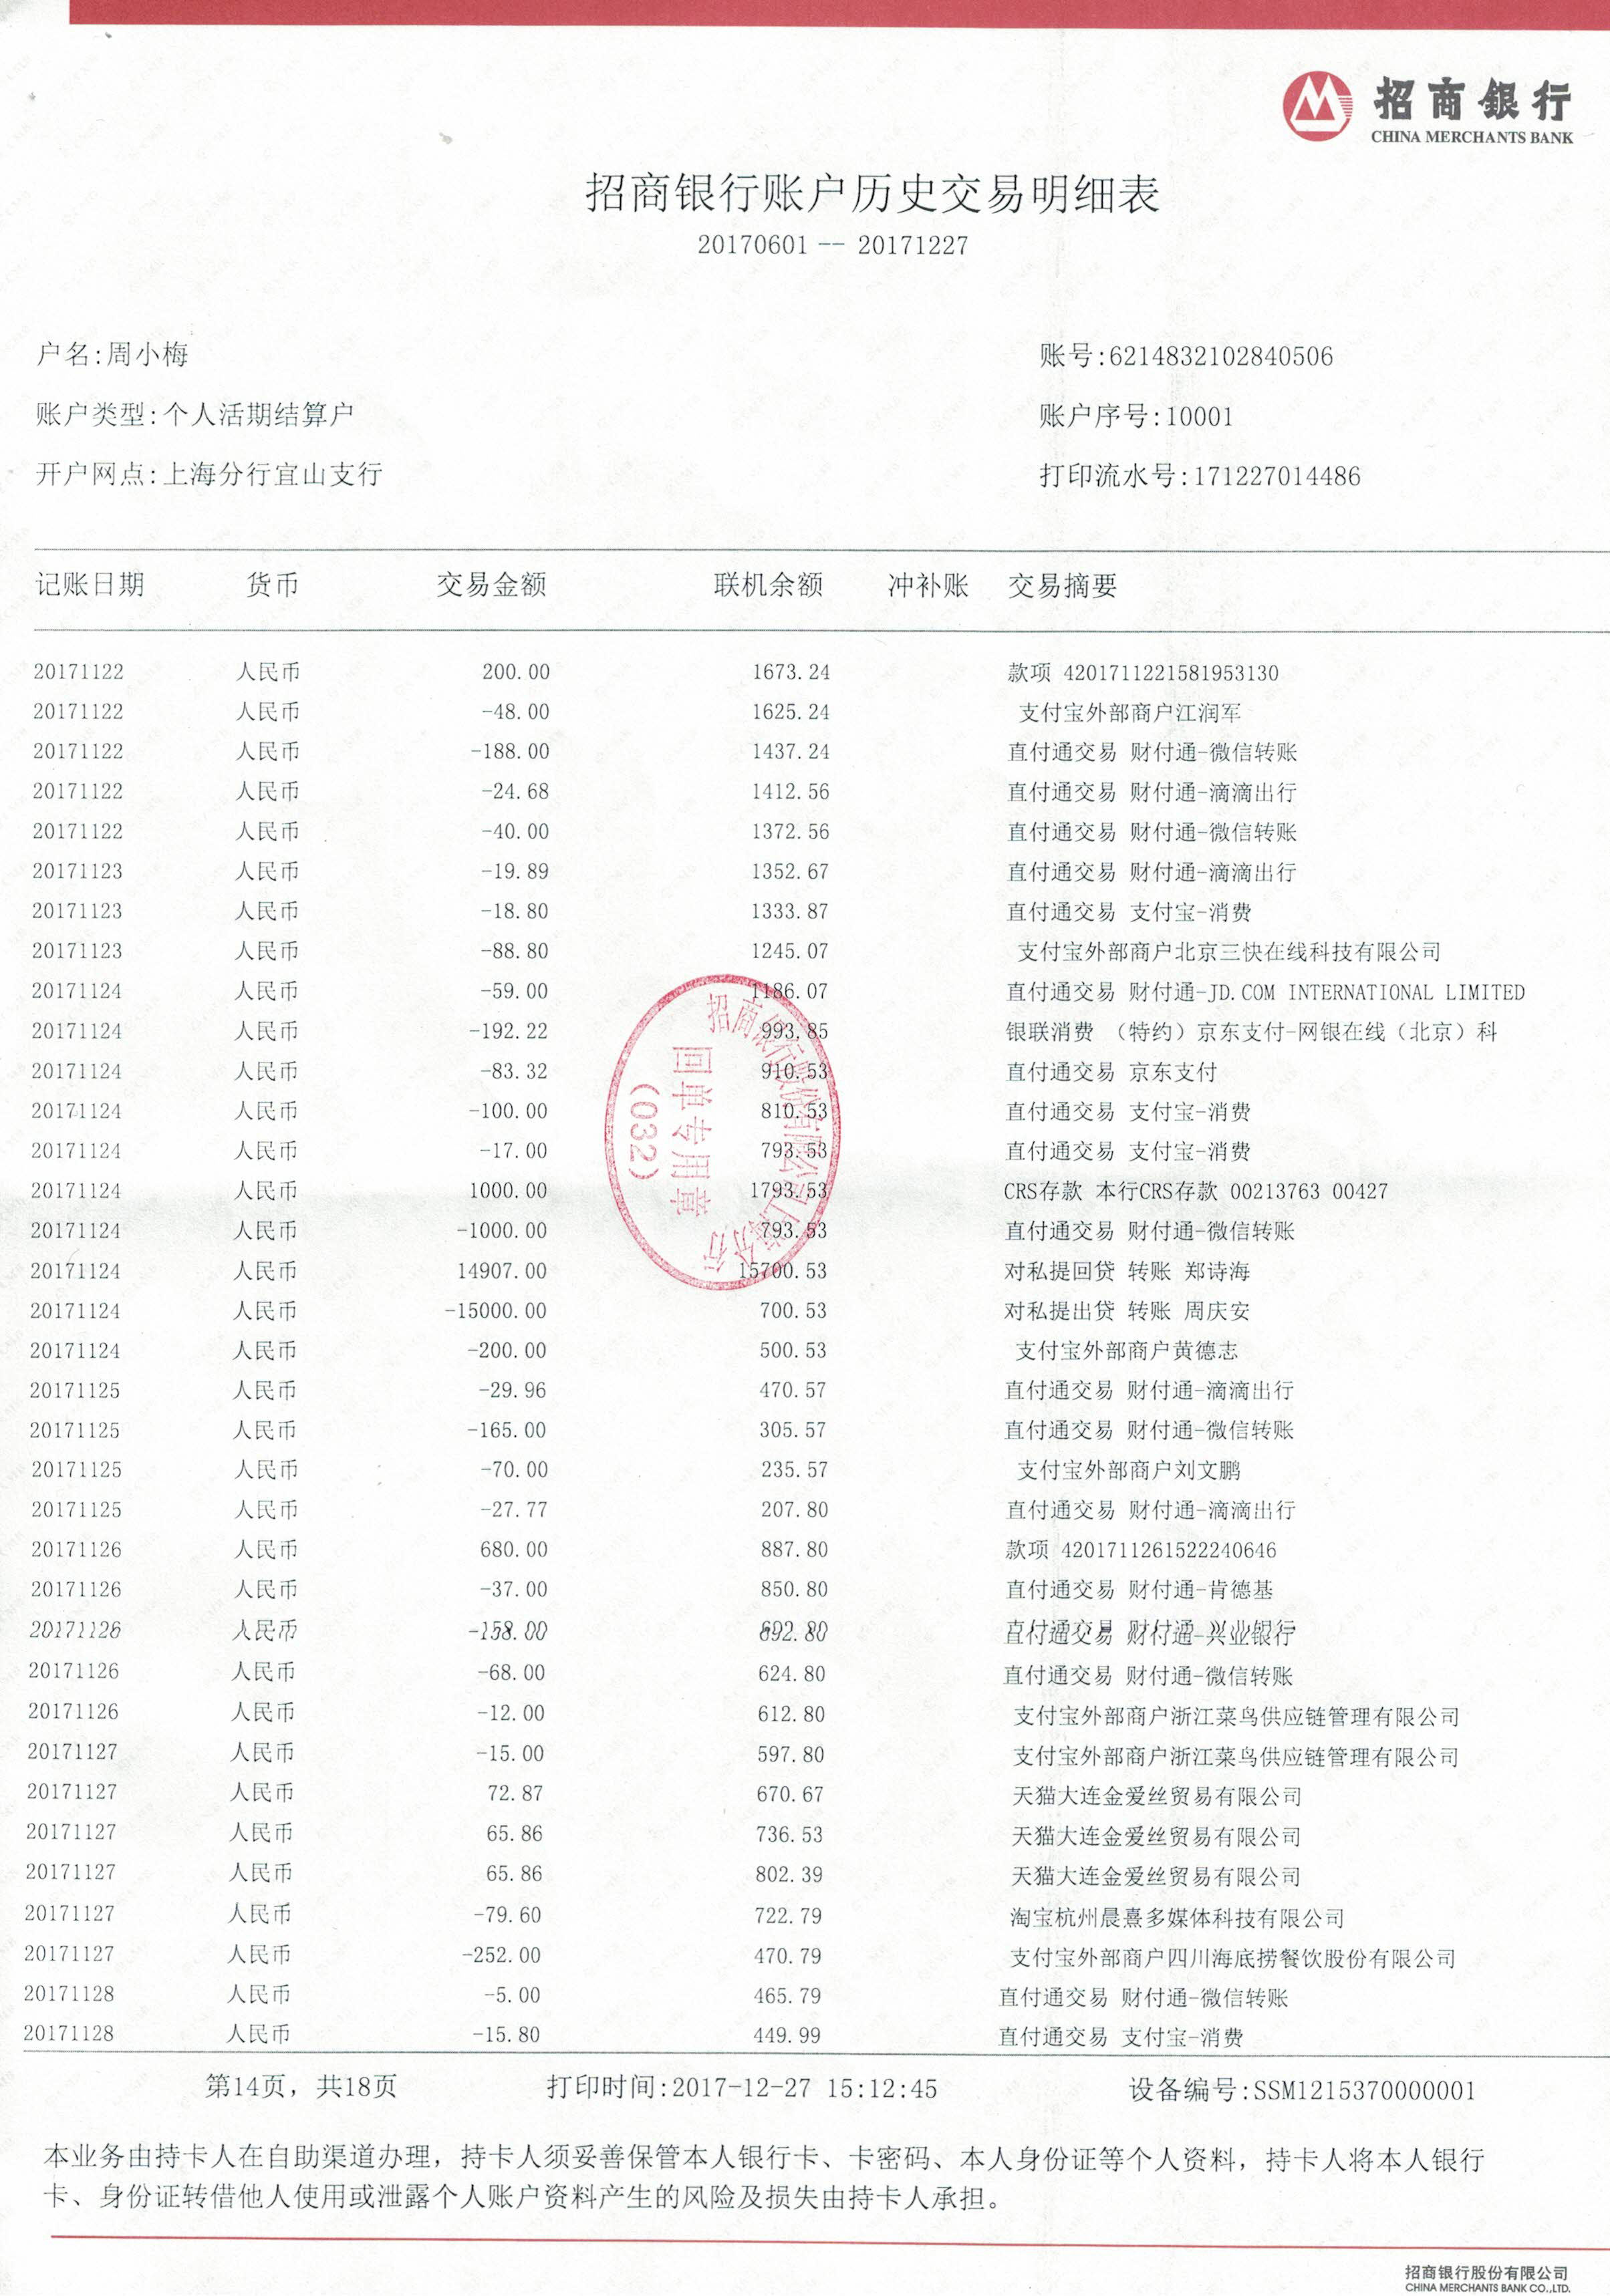 招商銀行
CHINA MERCHANTS BANK
招商银行账户历史交易明细表
20170601 -- 20171227
户名:周小梅 账号:6214832102840506
账户类型:个人活期结算户 账户序号:10001
开户网点:上海分行宜山支行 打印流水号:171227014486
记账日期 货币 交易金额 联机余额 冲补账 交易摘要
20171122 人民币 200.00 1673.24 款项 4201711221581953130
20171122 人民币 -48.00 1625.24 支付宝外部商户江润军
20171122 人民币 -188.00 1437.24 直付通交易 财付通-微信转账
20171122 人民币 -24.68 1412.56 直付通交易 财付通-滴滴出行
20171122 人民币 -40.00 1372.56 直付通交易 财付通-微信转账
20171123 人民币 -19.89 1352.67 直付通交易 财付通-滴滴出行
20171123 人民币 -18.80 1333.87 直付通交易 支付宝-消费
20171123 人民币 -88.80 1245.07 支付宝外部商户北京三快在线科技有限公司
20171124 人民币 -59.00 1186.07 直付通交易 财付通-JD.COM INTERNATIONAL LIMITED
20171124 人民币 -192.22 993.85 银联消费 （特约）京东支付-网银在线（北京）科
20171124 人民币 -83.32 910.53 直付通交易 京东支付
20171124 人民币 -100.00 810.53 直付通交易 支付宝-消费
20171124 人民币 -17.00 793.53 直付通交易 支付宝-消费
20171124 人民币 1000.00 1793.53 CRS存款 本行CRS存款 00213763 00427
20171124 人民币 -1000.00 793.53 直付通交易 财付通-微信转账
20171124 人民币 14907.00 15700.53 对私提回贷 转账 郑诗海
20171124 人民币 -15000.00 700.53 对私提出贷 转账 周庆安
20171124 人民币 -200.00 500.53 支付宝外部商户黄德志
20171125 人民币 -29.96 470.57 直付通交易 财付通-滴滴出行
20171125 人民币 -165.00 305.57 直付通交易 财付通-微信转账
20171125 人民币 -70.00 235.57 支付宝外部商户刘文鹏
20171125 人民币 -27.77 207.80 直付通交易 财付通-滴滴出行
20171126 人民币 680.00 887.80 款项 4201711261522240646
20171126 人民币 -37.00 850.80 直付通交易 财付通-肯德基
20171126 人民币 -158.00 692.80 直付通交易 财付通-兴业银行
20171126 人民币 -68.00 624.80 直付通交易 财付通-微信转账
20171126 人民币 -12.00 612.80 支付宝外部商户浙江菜鸟供应链管理有限公司
20171127 人民币 -15.00 597.80 支付宝外部商户浙江菜鸟供应链管理有限公司
20171127 人民币 72.87 670.67 天猫大连金爱丝贸易有限公司
20171127 人民币 65.86 736.53 天猫大连金爱丝贸易有限公司
20171127 人民币 65.86 802.39 天猫大连金爱丝贸易有限公司
20171127 人民币 -79.60 722.79 淘宝杭州晨熹多媒体科技有限公司
20171127 人民币 -252.00 470.79 支付宝外部商户四川海底捞餐饮股份有限公司
20171128 人民币 -5.00 465.79 直付通交易 财付通-微信转账
20171128 人民币 -15.80 449.99 直付通交易 支付宝-消费
招商银行股份有限公司上海分行
回单专用章
(032)
第14页，共18页 打印时间:2017-12-27 15:12:45 设备编号:SSM1215370000001
本业务由持卡人在自助渠道办理，持卡人须妥善保管本人银行卡、卡密码、本人身份证等个人资料，持卡人将本人银行
卡、身份证转借他人使用或泄露个人账户资料产生的风险及损失由持卡人承担。
招商银行股份有限公司
CHINA MERCHANTS BANK CO.,LTD.